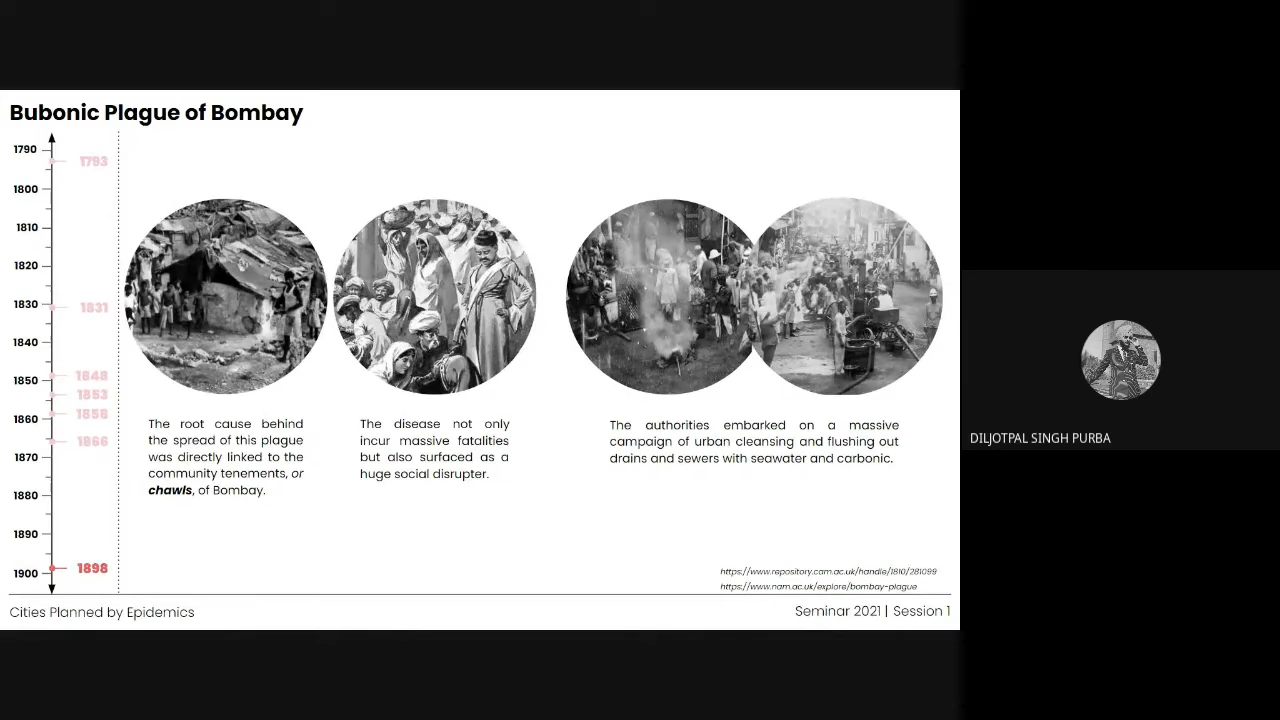 Bubonic Plague of Bombay
1790
1793
1800
1810
1820
1830
1831
1840
1848
1850
1853
1858
1860
1866
1870
1880
1890
1898
1900
The root cause behind
the spread of this plague
was directly linked to the
community tenements, or
chawls, of Bombay.
The disease not only
incur massive fatalities
but also surfaced as a
huge social disrupter.
The authorities embarked on a massive
campaign of urban cleansing and flushing out
drains and sewers with seawater and carbonic.
https://www.repository.cam.ac.uk/handle/1810/281099
https://www.nam.ac.uk/explore/bombay-plague
Cities Planned by Epidemics
Seminar 2021 | Session 1
DILJOTPAL SINGH PURBA